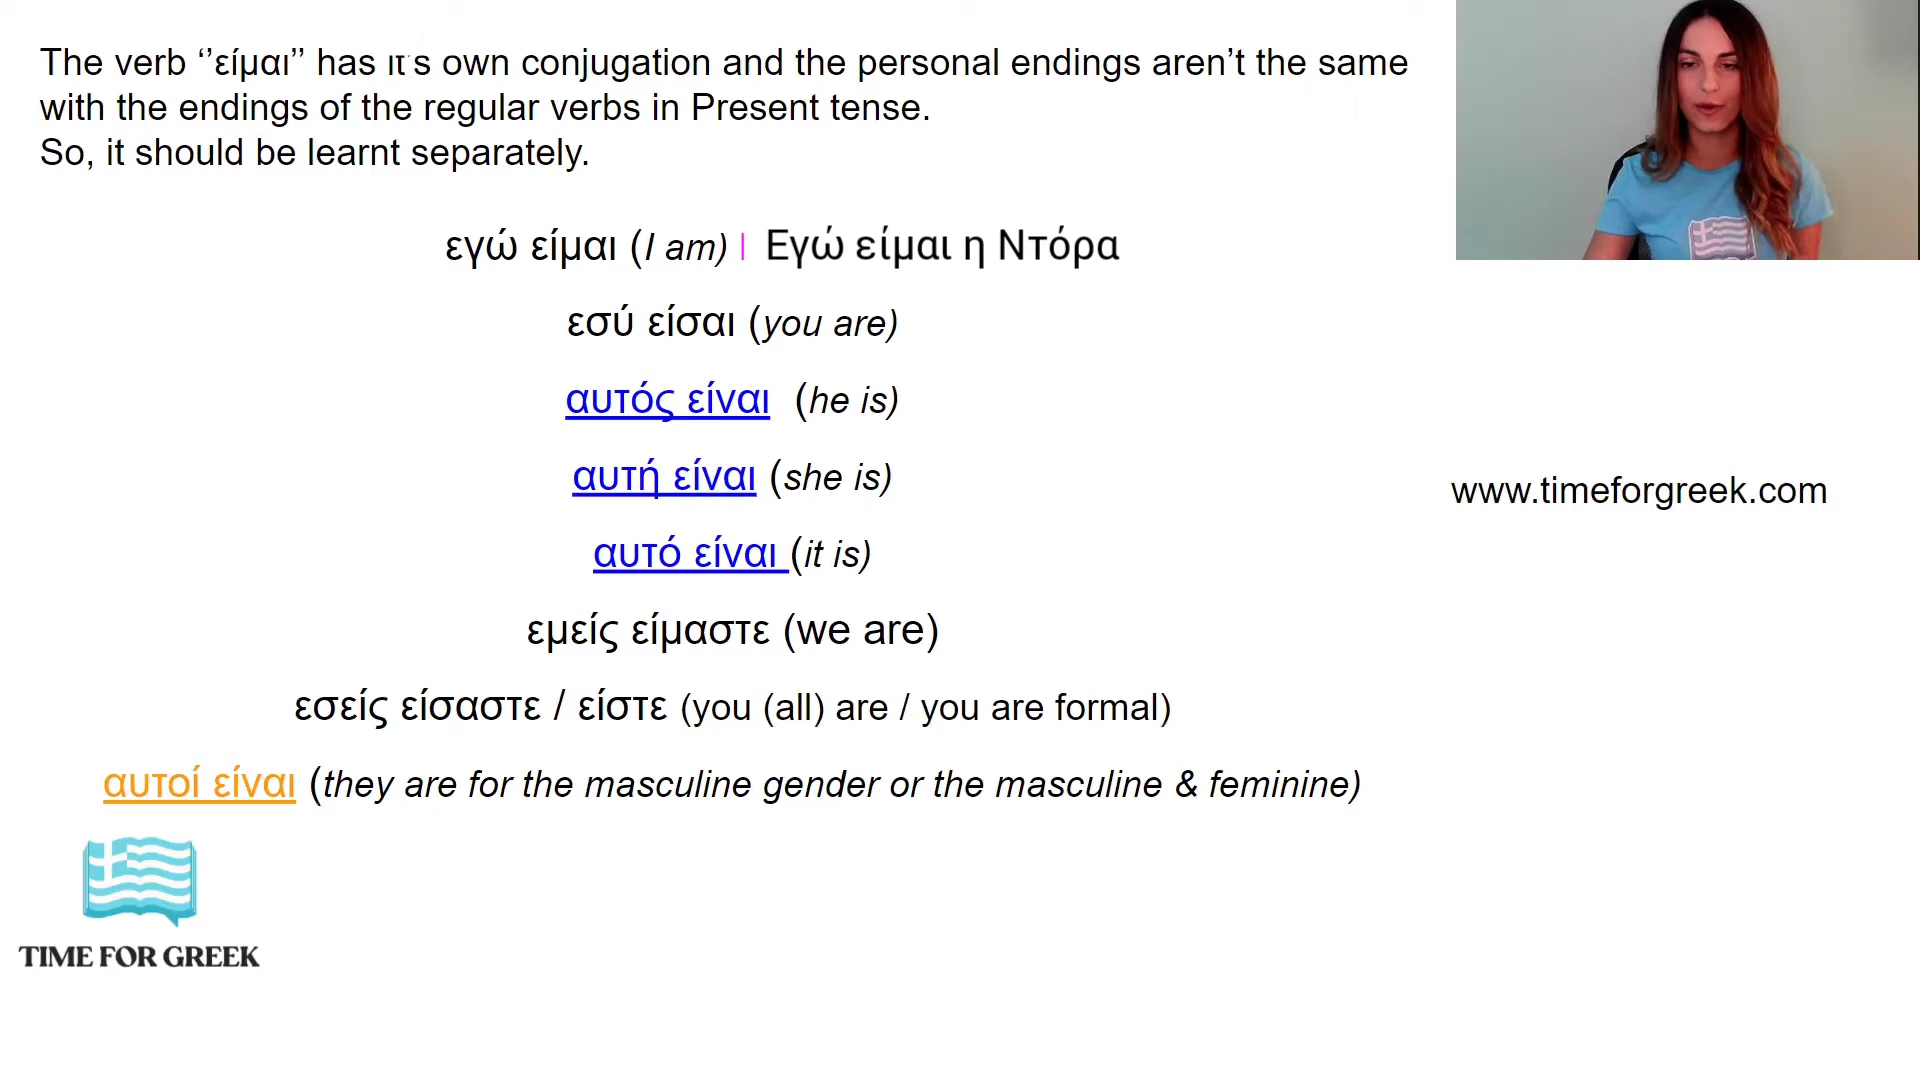 The verb ‘’είμαι’’ has it’s own conjugation and the personal endings aren’t the same
with the endings of the regular verbs in Present tense.
So, it should be learnt separately.
εγώ είμαι (I am) | Εγώ είμαι η Ντόρα
εσύ είσαι (you are)
αυτός είναι (he is)
αυτή είναι (she is)
www.timeforgreek.com
αυτό είναι (it is)
εμείς είμαστε (we are)
εσείς είσαστε / είστε (you (all) are / you are formal)
αυτοί είναι (they are for the masculine gender or the masculine & feminine)
TIME FOR GREEK